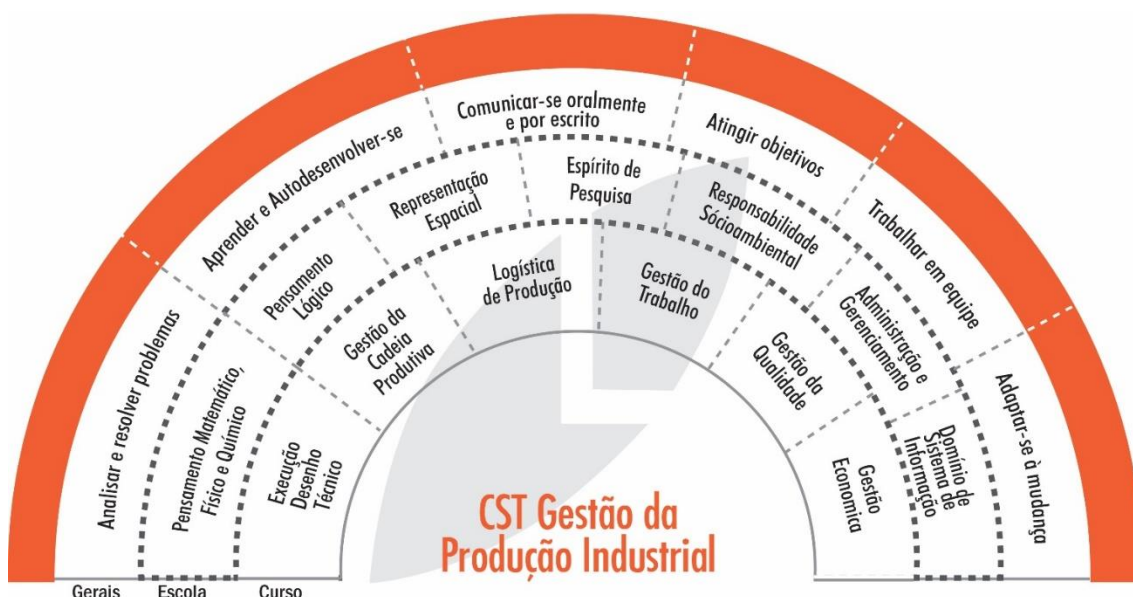 Analisar e resolver problemas
Aprender e Autodesenvolver-se
Comunicar-se oralmente
e por escrito
Atingir objetivos
Trabalhar em equipe
Adaptar-se à mudança
Pensamento Matemático,
Físico e Químico
Pensamento
Lógico
Representação
Espacial
Espírito de
Pesquisa
Responsabilidade
Sócioambiental
Administração e
Gerenciamento
Domínio de
Sistema de
Informação
Execução
Desenho
Técnico
Gestão da
Cadeia
Produtiva
Logística
de Produção
Gestão do
Trabalho
Gestão da
Qualidade
Gestão
Economica
CST Gestão da
Produção Industrial
Gerais Escola Curso